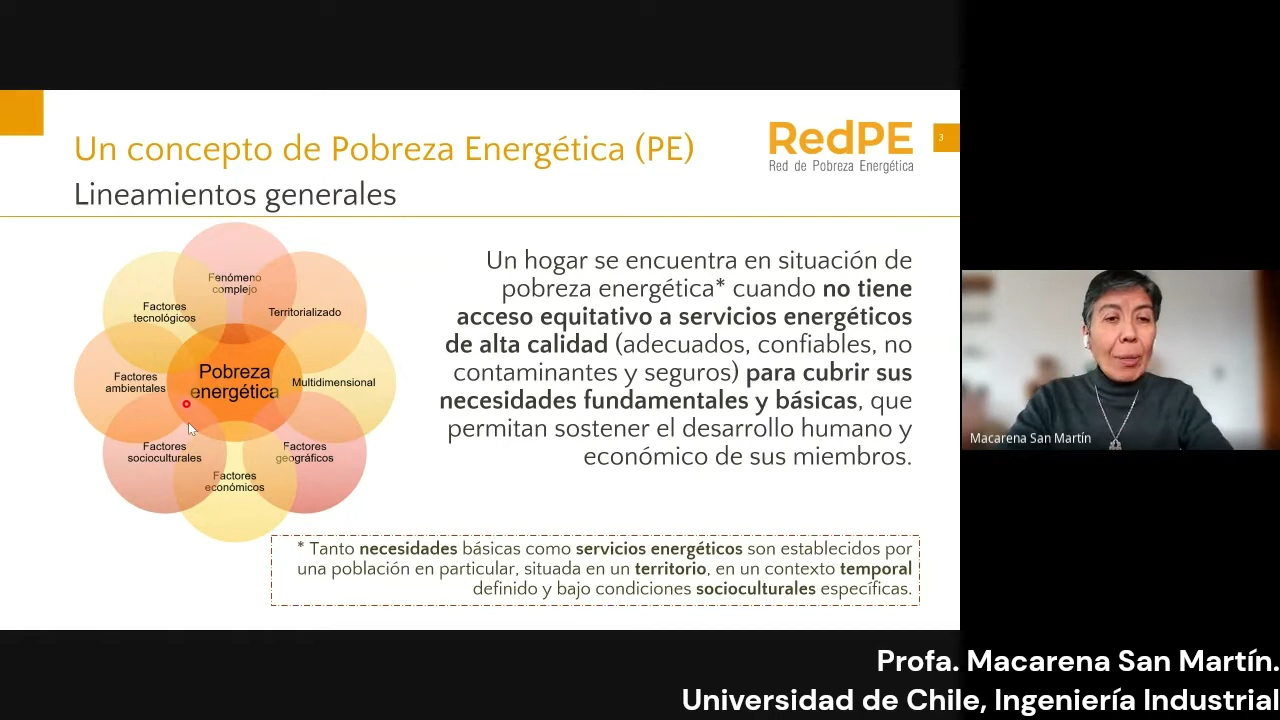 Un concepto de Pobreza Energética (PE)
Lineamientos generales
RedPE
Red de Pobreza Energética
3
Fenómeno
complejo
Territorializado
Multidimensional
Factores
geográficos
Factores
económicos
Factores
socioculturales
Factores
ambientales
Factores
tecnológicos
Pobreza
energética
Un hogar se encuentra en situación de
pobreza energética* cuando no tiene
acceso equitativo a servicios energéticos
de alta calidad (adecuados, confiables, no
contaminantes y seguros) para cubrir sus
necesidades fundamentales y básicas, que
permitan sostener el desarrollo humano y
económico de sus miembros.
* Tanto necesidades básicas como servicios energéticos son establecidos por
una población en particular, situada en un territorio, en un contexto temporal
definido y bajo condiciones socioculturales específicas.
Macarena San Martín
Profa. Macarena San Martín.
Universidad de Chile, Ingeniería Industrial